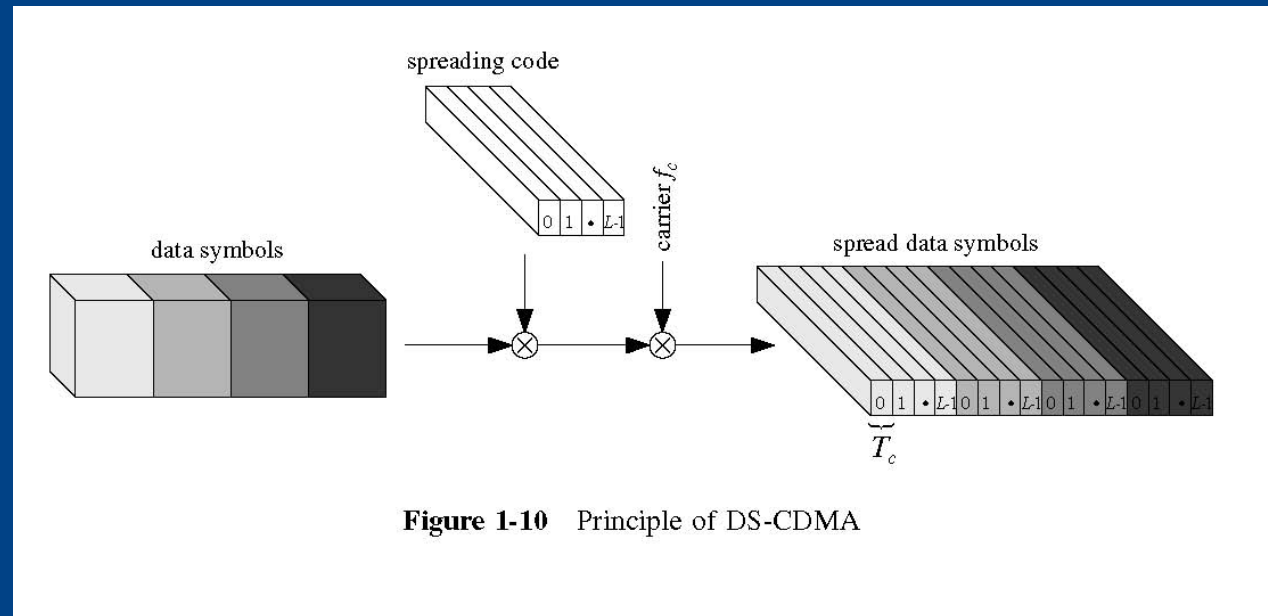 spreading code
0 1 • L-1
carrier f_c
data symbols
spread data symbols
0 1 • L-1 0 1 • L-1 0 1 • L-1 0 1 • L-1
T_c
Figure 1-10 Principle of DS-CDMA